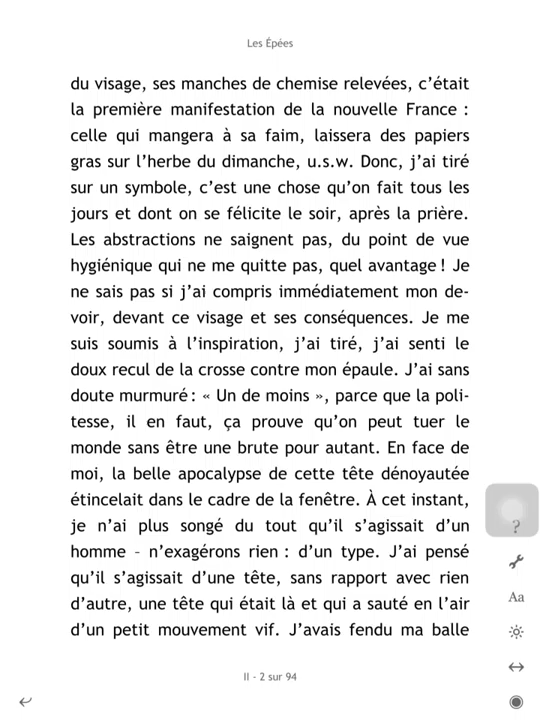 Les Épées
du visage, ses manches de chemise relevées, c’était
la première manifestation de la nouvelle France :
celle qui mangera à sa faim, laissera des papiers
gras sur l’herbe du dimanche, u.s.w. Donc, j’ai tiré
sur un symbole, c’est une chose qu’on fait tous les
jours et dont on se félicite le soir, après la prière.
Les abstractions ne saignent pas, du point de vue
hygiénique qui ne me quitte pas, quel avantage ! Je
ne sais pas si j’ai compris immédiatement mon de-
voir, devant ce visage et ses conséquences. Je me
suis soumis à l’inspiration, j’ai tiré, j’ai senti le
doux recul de la crosse contre mon épaule. J’ai sans
doute murmuré : « Un de moins », parce que la poli-
tesse, il en faut, ça prouve qu’on peut tuer le
monde sans être une brute pour autant. En face de
moi, la belle apocalypse de cette tête dénoyautée
étincelait dans le cadre de la fenêtre. À cet instant,
je n’ai plus songé du tout qu’il s’agissait d’un
homme – n’exagérons rien : d’un type. J’ai pensé
qu’il s’agissait d’une tête, sans rapport avec rien
d’autre, une tête qui était là et qui a sauté en l’air
d’un petit mouvement vif. J’avais fendu ma balle
?
Aa
II - 2 sur 94